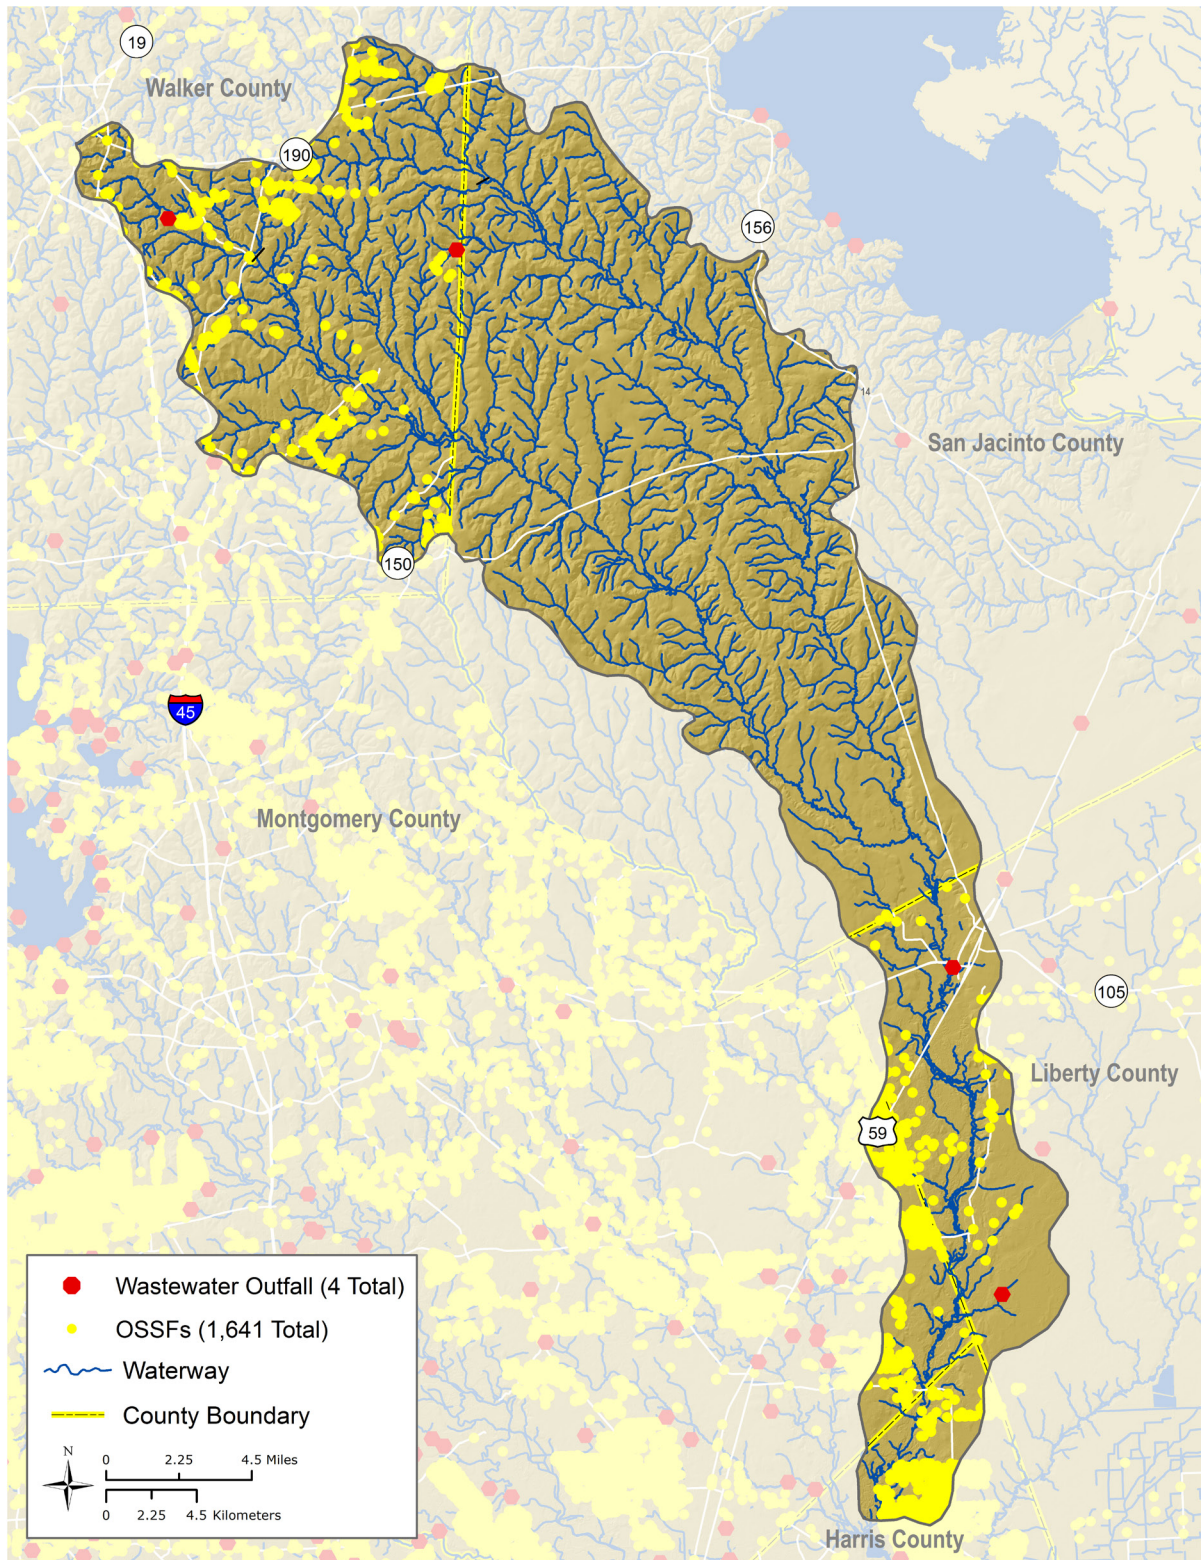 19
Walker County
190
156
14
San Jacinto County
150
45
Montgomery County
105
Liberty County
59
Wastewater Outfall (4 Total)
OSSFs (1,641 Total)
Waterway
County Boundary
N
0 2.25 4.5 Miles
0 2.25 4.5 Kilometers
Harris County